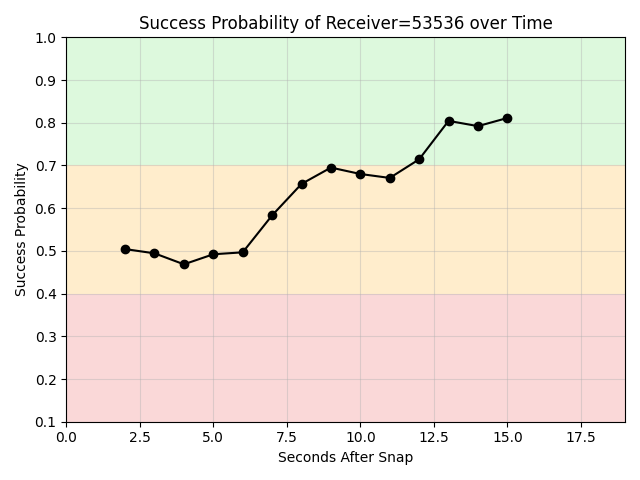 Success Probability of Receiver=53536 over Time
1.0
0.9
0.8
0.7
0.6
0.5
0.4
0.3
0.2
0.1
Success Probability
0.0 2.5 5.0 7.5 10.0 12.5 15.0 17.5
Seconds After Snap